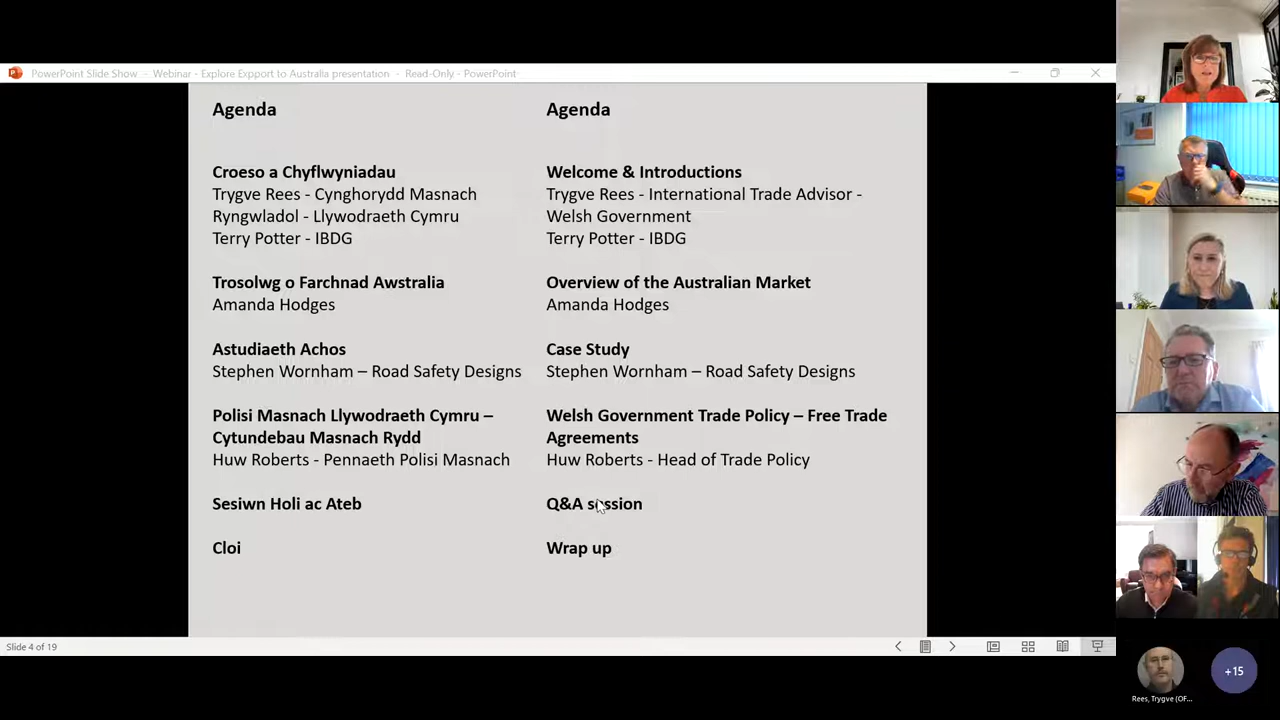 PowerPoint Slide Show - Webinar - Explore Expport to Australia presentation - Read-Only - PowerPoint
Agenda
Croeso a Chyflwyniadau
Trygve Rees - Cynghorydd Masnach
Ryngwladol - Llywodraeth Cymru
Terry Potter - IBDG
Trosolwg o Farchnad Awstralia
Amanda Hodges
Astudiaeth Achos
Stephen Wornham – Road Safety Designs
Polisi Masnach Llywodraeth Cymru –
Cytundebau Masnach Rydd
Huw Roberts - Pennaeth Polisi Masnach
Sesiwn Holi ac Ateb
Cloi
Agenda
Welcome & Introductions
Trygve Rees - International Trade Advisor -
Welsh Government
Terry Potter - IBDG
Overview of the Australian Market
Amanda Hodges
Case Study
Stephen Wornham – Road Safety Designs
Welsh Government Trade Policy – Free Trade
Agreements
Huw Roberts - Head of Trade Policy
Q&A session
Wrap up
Slide 4 of 19
+15
Rees, Trygve (OF...